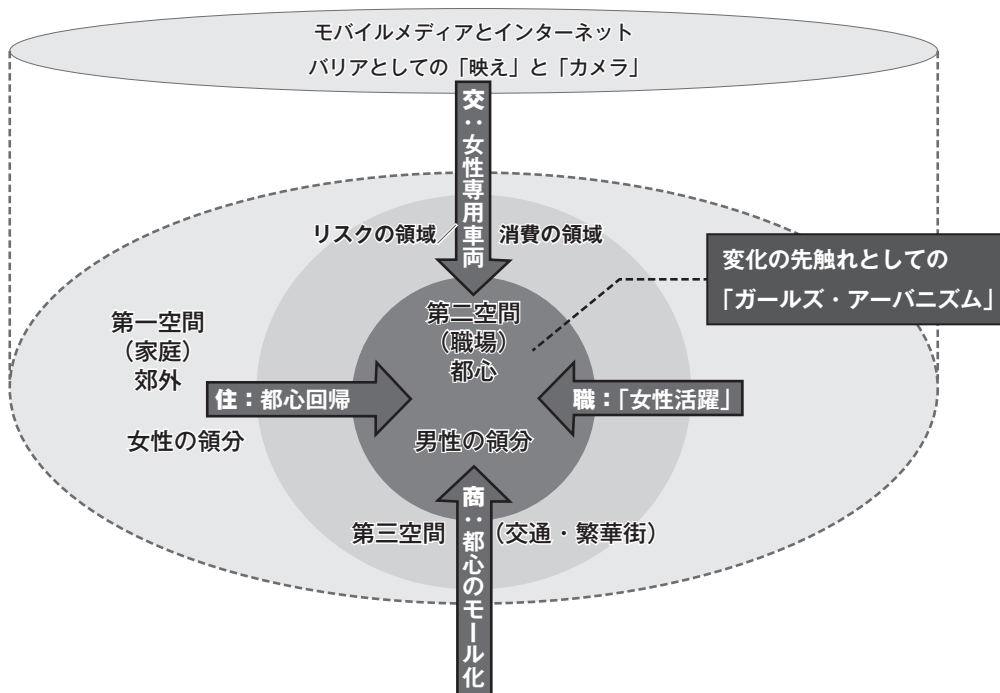 モバイルメディアとインターネット
バリアとしての「映え」と「カメラ」
交：女性専用車両
リスクの領域／消費の領域
変化の先触れとしての
「ガールズ・アーバニズム」
第一空間
（家庭）
郊外
第二空間
（職場）
都心
住：都心回帰
職：「女性活躍」
女性の領分
男性の領分
第三空間
（交通・繁華街）
商：都心のモール化